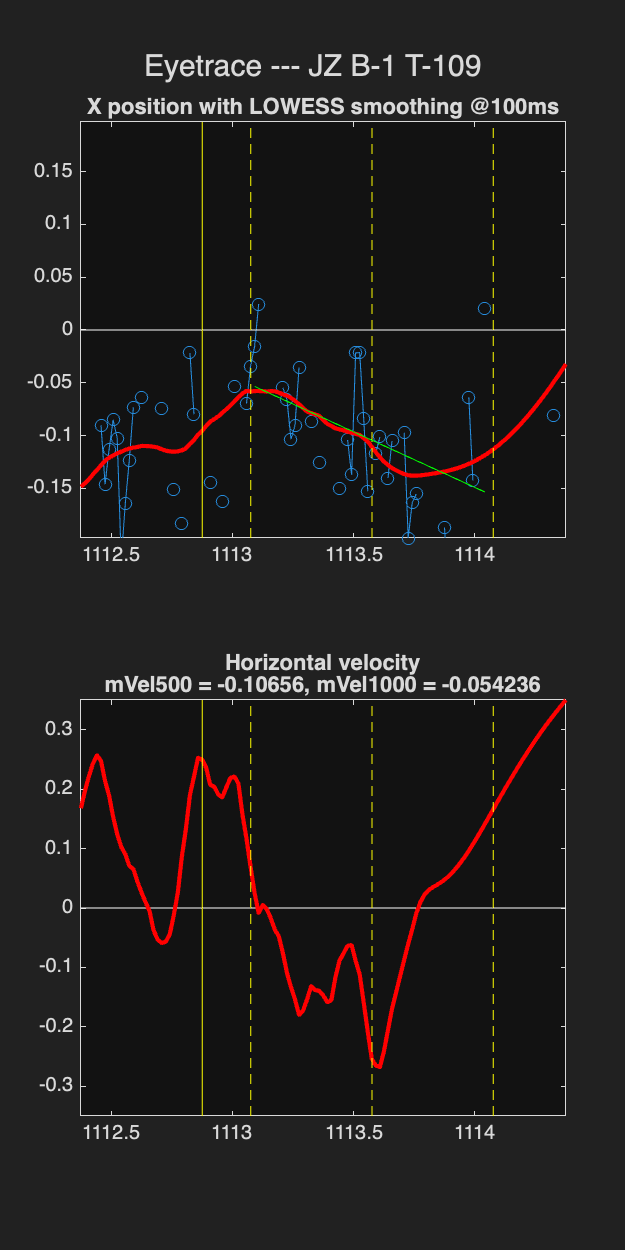 Eyetrace --- JZ B-1 T-109
X position with LOWESS smoothing @100ms
0.15
0.1
0.05
0
-0.05
-0.1
-0.15
1112.5 1113 1113.5 1114
Horizontal velocity
mVel500 = -0.10656, mVel1000 = -0.054236
0.3
0.2
0.1
0
-0.1
-0.2
-0.3
1112.5 1113 1113.5 1114